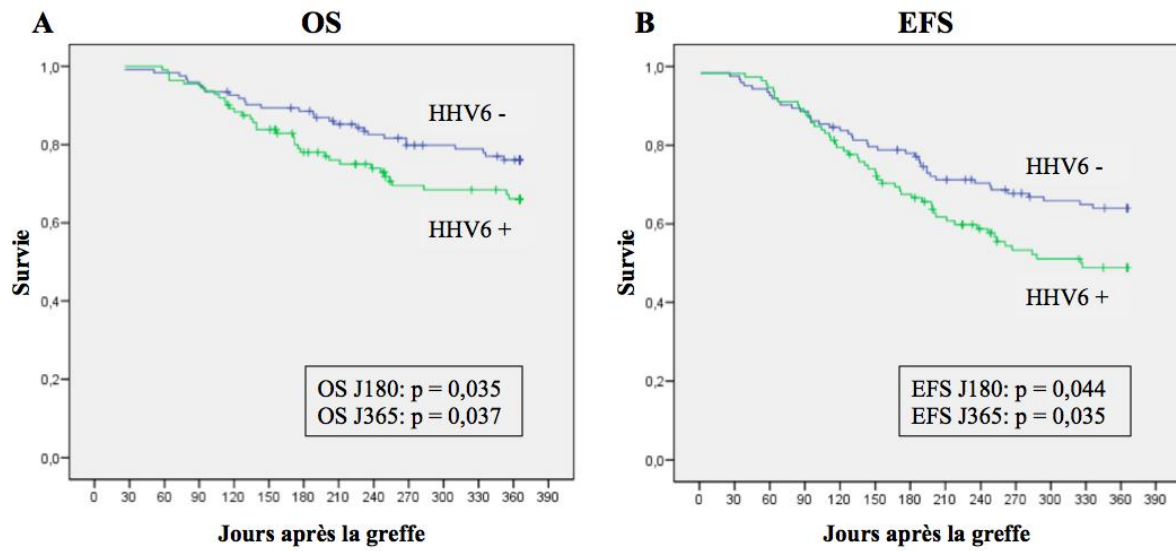 A
OS
Survie
1,0
0,8
0,6
0,4
0,2
0,0
HHV6 -
HHV6 +
OS J180: p = 0,035
OS J365: p = 0,037
0 30 60 90 120 150 180 210 240 270 300 330 360 390
Jours après la greffe
B
EFS
Survie
1,0
0,8
0,6
0,4
0,2
0,0
HHV6 -
HHV6 +
EFS J180: p = 0,044
EFS J365: p = 0,035
0 30 60 90 120 150 180 210 240 270 300 330 360 390
Jours après la greffe